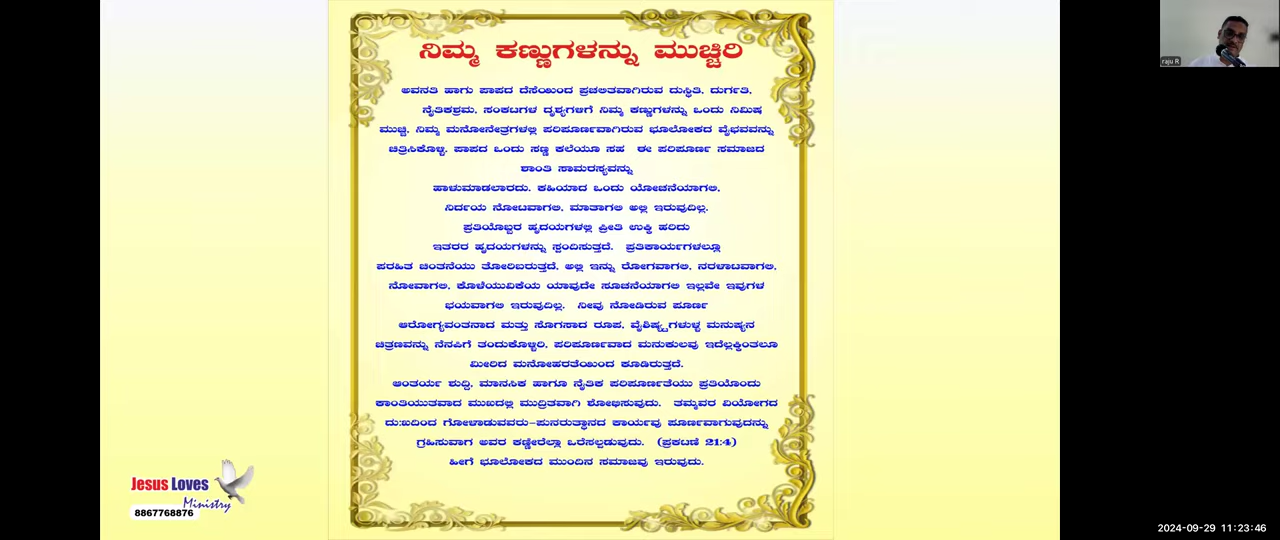 ನಿಮ್ಮ ಕಣ್ಣುಗಳನ್ನು ಮುಚ್ಚಿರಿ
ಅವನತಿ ಹಾಗು ಪಾಪದ ದೆಸೆಯಿಂದ ಪ್ರಚಲಿತವಾಗಿರುವ ದುಸ್ಥಿತಿ, ದುರ್ಗತಿ,
ನೈತಿಕಶ್ರಮ, ಸಂಕಟಗಳ ದೃಶ್ಯಗಳಿಗೆ ನಿಮ್ಮ ಕಣ್ಣುಗಳನ್ನು ಒಂದು ನಿಮಿಷ
ಮುಚ್ಚಿ, ನಿಮ್ಮ ಮನೋನೇತ್ರಗಳಲ್ಲಿ ಪರಿಪೂರ್ಣವಾಗಿರುವ ಭೂಲೋಕದ ವೈಭವವನ್ನು
ಚಿತ್ರಿಸಿಕೊಳ್ಳಿ. ಪಾಪದ ಒಂದು ಸಣ್ಣ ಕಲೆಯೂ ಸಹ ಈ ಪರಿಪೂರ್ಣ ಸಮಾಜದ
ಶಾಂತಿ ಸಾಮರಸ್ಯವನ್ನು
ಹಾಳುಮಾಡಲಾರದು. ಕಹಿಯಾದ ಒಂದು ಯೋಚನೆಯಾಗಲಿ,
ನಿರ್ದಯ ನೋಟವಾಗಲಿ, ಮಾತಾಗಲಿ ಅಲ್ಲಿ ಇರುವುದಿಲ್ಲ.
ಪ್ರತಿಯೊಬ್ಬರ ಹೃದಯಗಳಲ್ಲಿ ಪ್ರೀತಿ ಉಕ್ಕಿ ಹರಿದು
ಇತರರ ಹೃದಯಗಳನ್ನು ಸ್ಪಂದಿಸುತ್ತದೆ. ಪ್ರತಿಕಾರ್ಯಗಳಲ್ಲೂ
ಪರಹಿತ ಚಿಂತನೆಯು ತೋರಿಬರುತ್ತದೆ. ಅಲ್ಲಿ ಇನ್ನು ರೋಗವಾಗಲಿ, ನರಳಾಟವಾಗಲಿ,
ನೋವಾಗಲಿ, ಕೊಳೆಯುವಿಕೆಯ ಯಾವುದೇ ಸೂಚನೆಯಾಗಲಿ ಇಲ್ಲವೇ ಇವುಗಳ
ಭಯವಾಗಲಿ ಇರುವುದಿಲ್ಲ. ನೀವು ನೋಡಿರುವ ಪೂರ್ಣ
ಆರೋಗ್ಯವಂತನಾದ ಮತ್ತು ಸೊಗಸಾದ ರೂಪ, ವೈಶಿಷ್ಟ್ಯಗಳುಳ್ಳ ಮನುಷ್ಯನ
ಚಿತ್ರಣವನ್ನು ನೆನಪಿಗೆ ತಂದುಕೊಳ್ಳಿರಿ, ಪರಿಪೂರ್ಣವಾದ ಮನುಕುಲವು ಇದೆಲ್ಲಕ್ಕಿಂತಲೂ
ಮೀರಿದ ಮನೋಹರತೆಯಿಂದ ಕೂಡಿರುತ್ತದೆ.
ಆಂತರ್ಯ ಶುದ್ಧಿ, ಮಾನಸಿಕ ಹಾಗೂ ನೈತಿಕ ಪರಿಪೂರ್ಣತೆಯು ಪ್ರತಿಯೊಂದು
ಕಾಂತಿಯುತವಾದ ಮುಖದಲ್ಲಿ ಮುದ್ರಿತವಾಗಿ ಶೋಭಿಸುವುದು. ತಮ್ಮವರ ವಿಯೋಗದ
ದು:ಖದಿಂದ ಗೋಳಾಡುವವರು-ಪುನರುತ್ಥಾನದ ಕಾರ್ಯವು ಪೂರ್ಣವಾಗುವುದನ್ನು
ಗ್ರಹಿಸುವಾಗ ಅವರ ಕಣ್ಣೀರೆಲ್ಲಾ ಒರೆಸಲ್ಪಡುವುದು. (ಪ್ರಕಟಣೆ 21:4)
ಹೀಗೆ ಭೂಲೋಕದ ಮುಂದಿನ ಸಮಾಜವು ಇರುವುದು.
Jesus Loves
Ministry
8867768876
raju R
2024-09-29 11:23:46